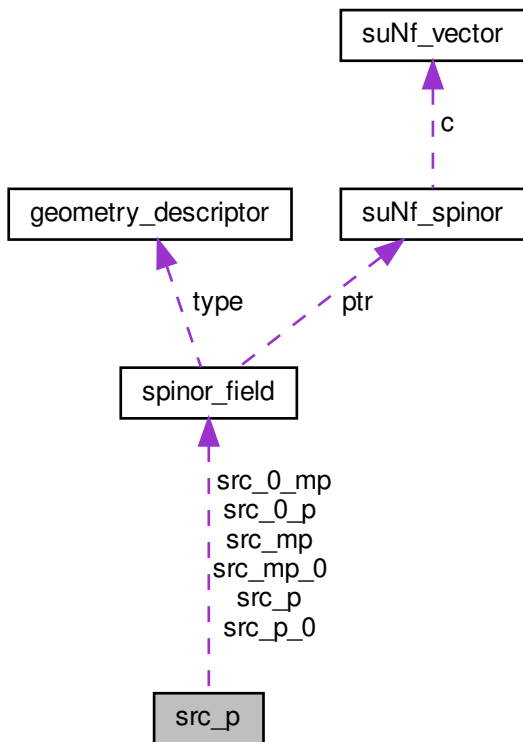 suNf_vector
c
geometry_descriptor
suNf_spinor
type
ptr
spinor_field
src_0_mp
src_0_p
src_mp
src_mp_0
src_p
src_p_0
src_p